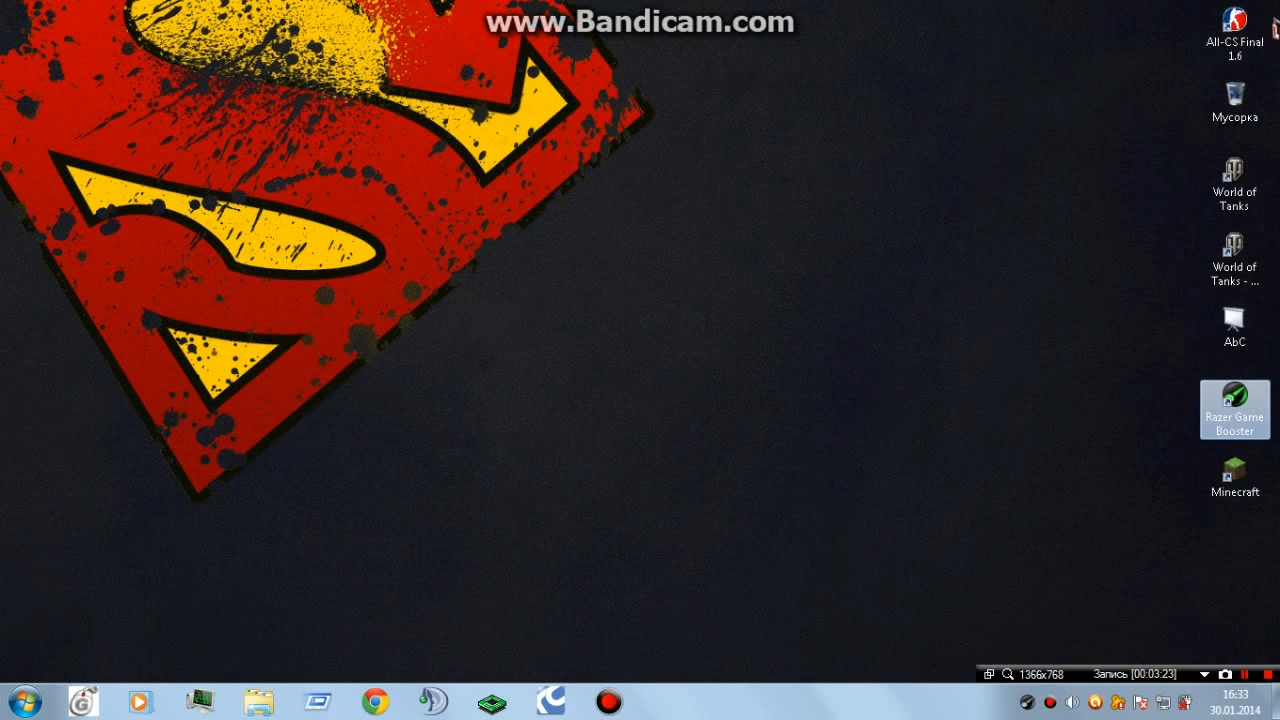 www.Bandicam.com
All-CS Final
1.6
Мусорка
World of
Tanks
World of
Tanks - ...
AbC
Razer Game
Booster
Minecraft
1366x768
Запись [00:03:23]
16:33
30.01.2014